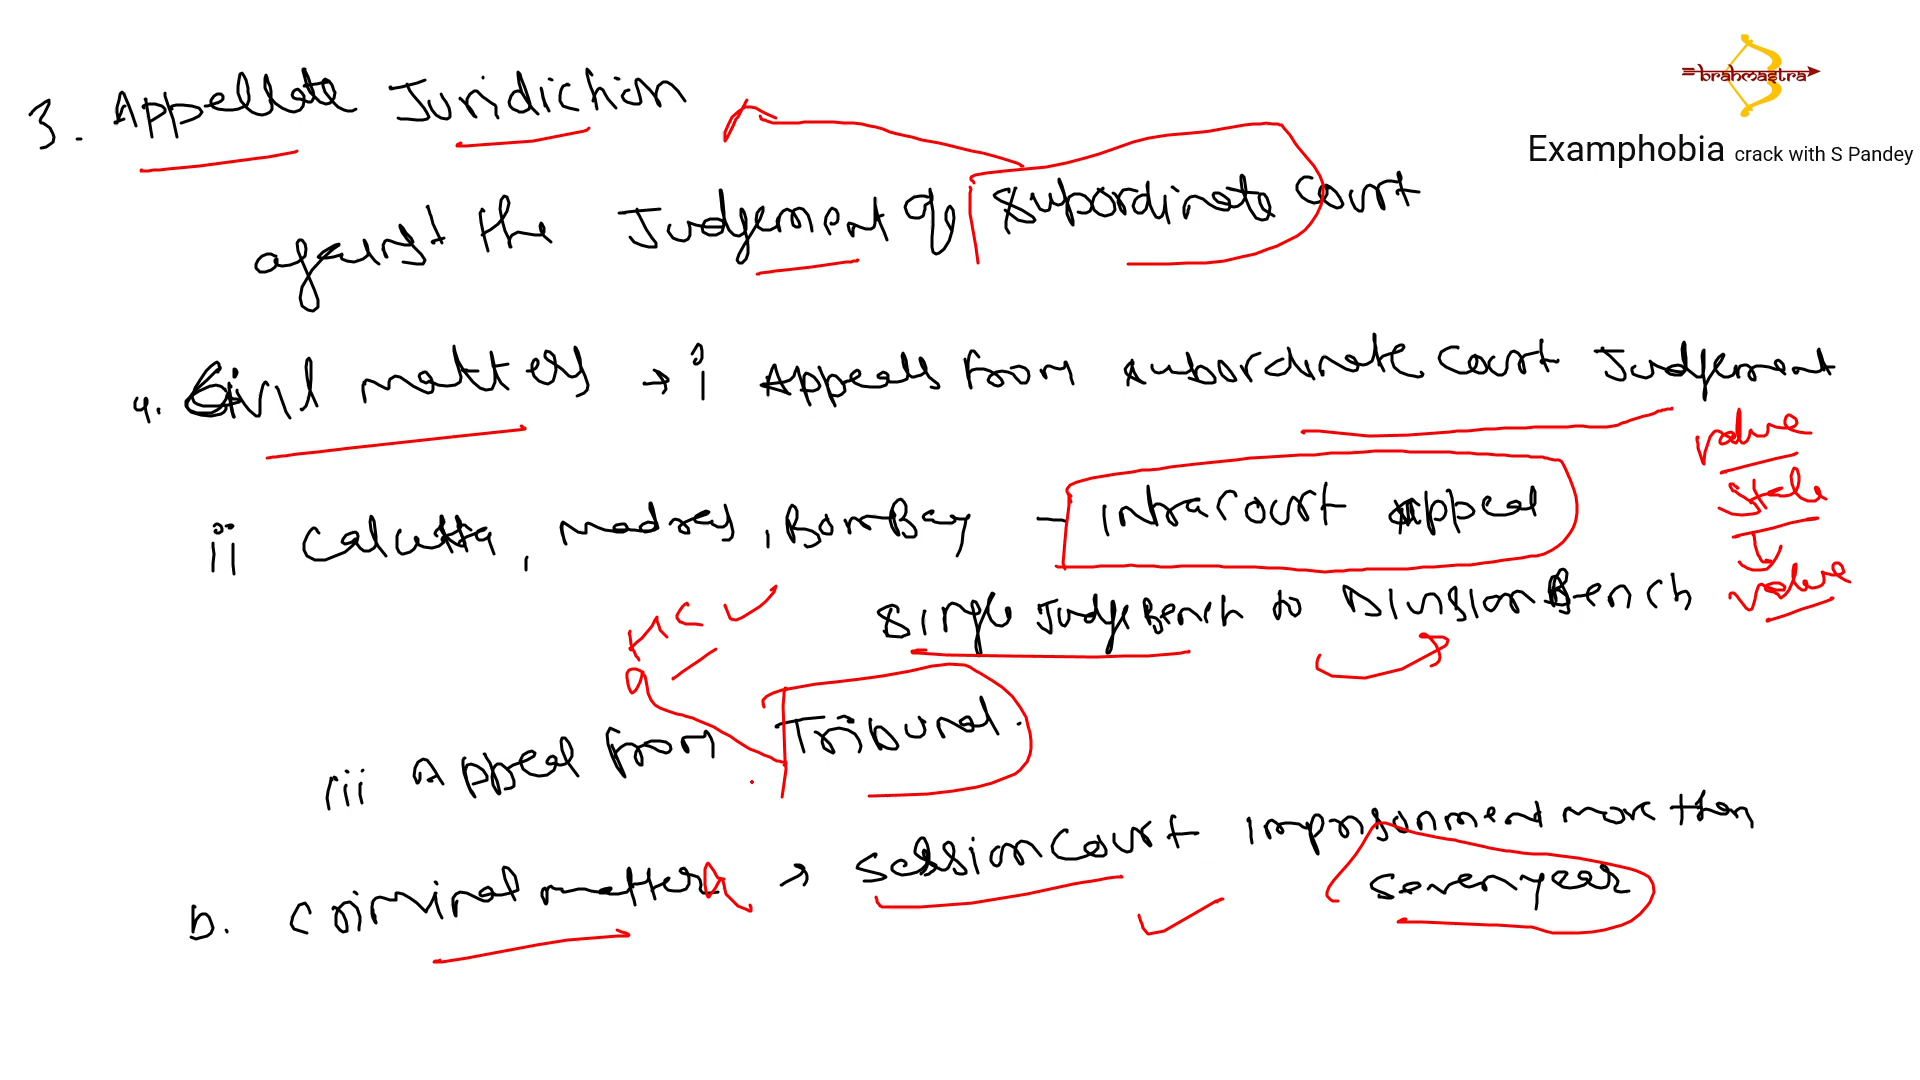 brahmastra
Examphobia crack with S Pandey
3. Appellate Juridiction
against the Judgement of Subordinate Court
a. Civil matters → i Appeals from subordinate court Judgement
value
state
value
ii Calcutta, Madras, BomBay - intracourt appeal
HC
Single Judge Bench to Division Bench
iii Appeal from Tribunal.
b. Criminal matters → Session Court imprisonment more than
seven year